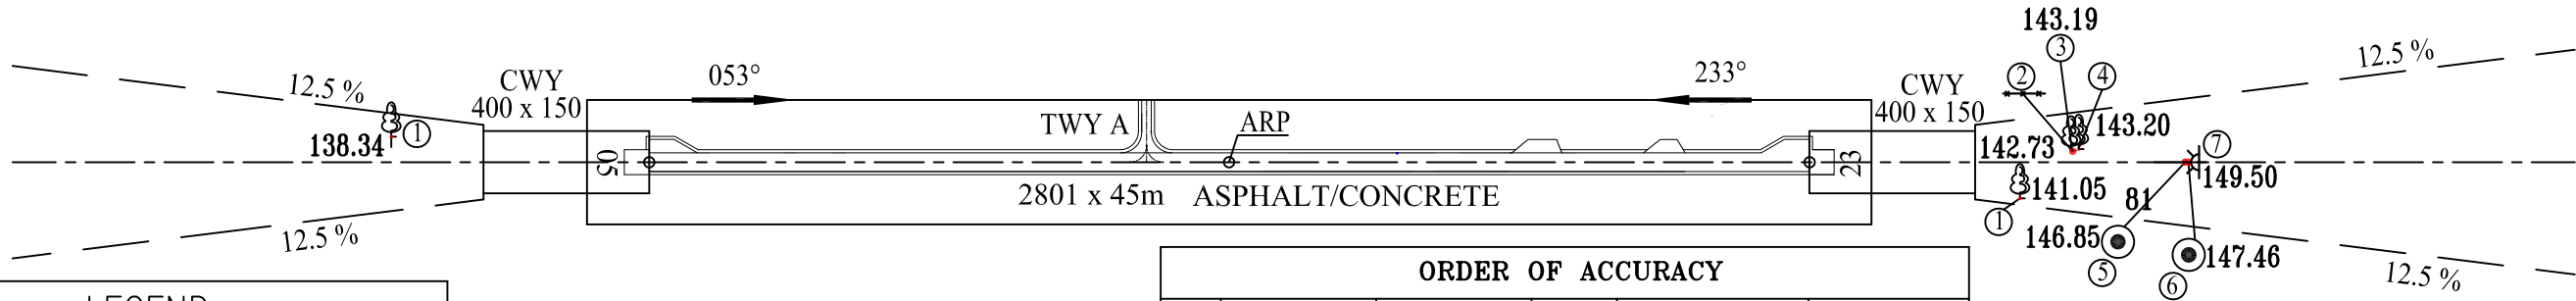 143.19
③
12.5 %
053°
233°
12.5 %
CWY
400 x 150
CWY
400 x 150
②
④
①
138.34
TWY A
ARP
142.73
143.20
⑦
05
23
149.50
2801 x 45m ASPHALT/CONCRETE
141.05
81
①
146.85
147.46
12.5 %
⑤
⑥
12.5 %
ORDER OF ACCURACY
LEGEND